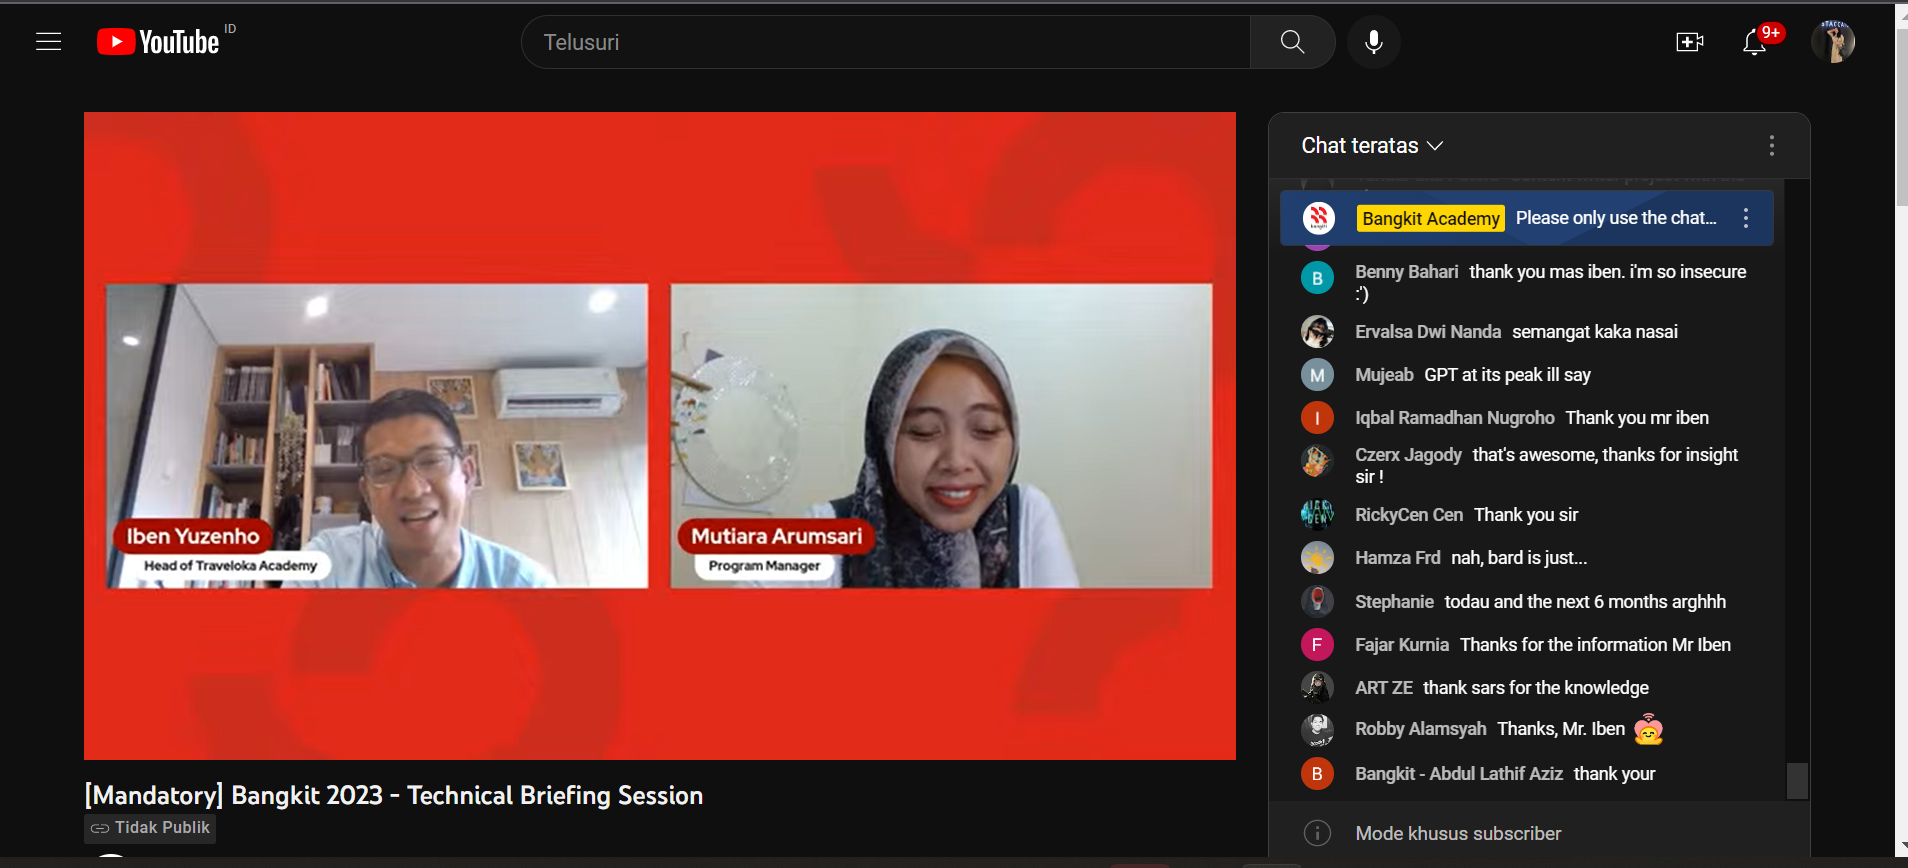 YouTube ID
Telusuri
9+
Iben Yuzenho
Head of Traveloka Academy
Mutiara Arumsari
Program Manager
[Mandatory] Bangkit 2023 - Technical Briefing Session
Tidak Publik
Chat teratas
Bangkit Academy Please only use the chat...
B Benny Bahari thank you mas iben. i'm so insecure
:')
Ervalsa Dwi Nanda semangat kaka nasai
M Mujeab GPT at its peak ill say
I Iqbal Ramadhan Nugroho Thank you mr iben
Czerx Jagody that's awesome, thanks for insight
sir !
RickyCen Cen Thank you sir
Hamza Frd nah, bard is just...
Stephanie todau and the next 6 months arghhh
F Fajar Kurnia Thanks for the information Mr Iben
ART ZE thank sars for the knowledge
Robby Alamsyah Thanks, Mr. Iben
B Bangkit - Abdul Lathif Aziz thank your
Mode khusus subscriber